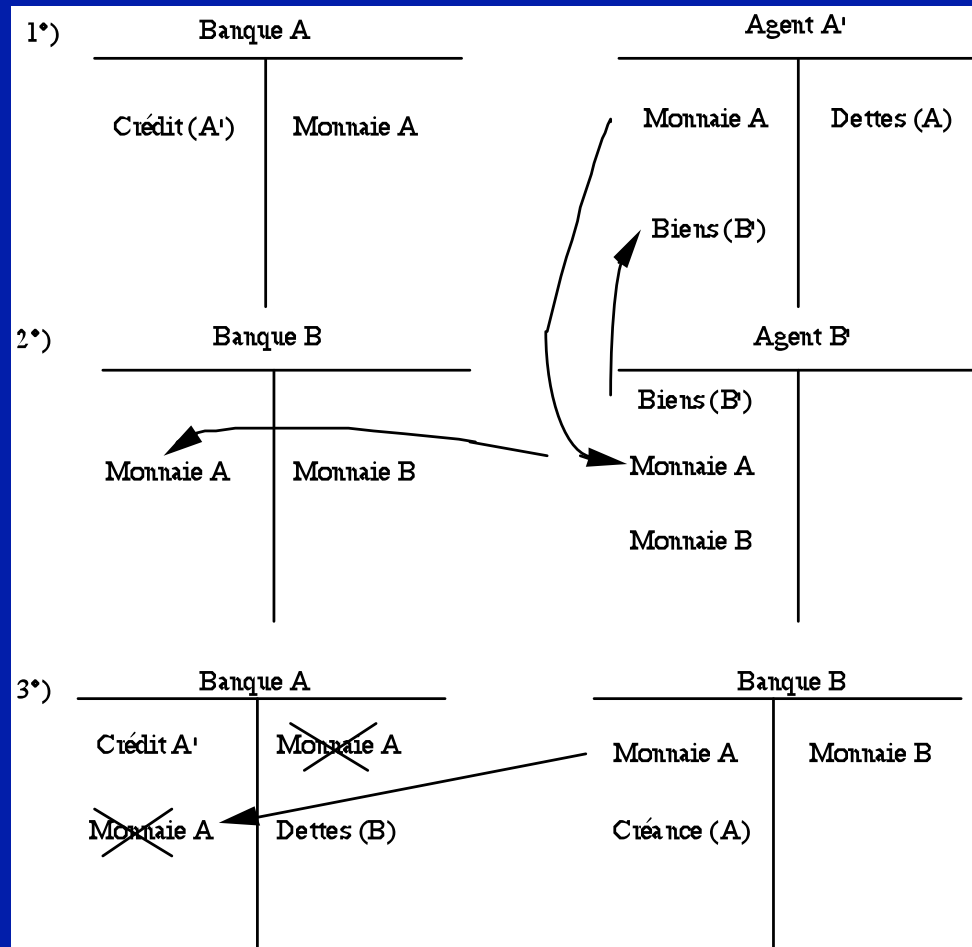 1°) Banque A Agent A'
Crédit (A') Monnaie A Monnaie A Dettes (A)
Biens (B')
2°) Banque B Agent B'
Biens (B')
Monnaie A Monnaie B Monnaie A
Monnaie B
3°) Banque A Banque B
Crédit A' Monnaie A Monnaie A Monnaie B
Monnaie A Dettes (B) Créance (A)